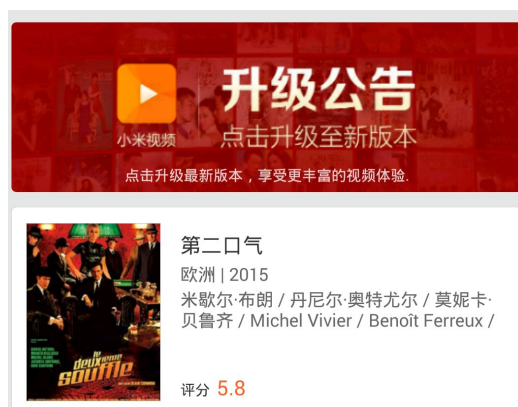 升级公告
小米视频
点击升级至新版本
点击升级最新版本，享受更丰富的视频体验.
第二口气
欧洲 | 2015
米歇尔·布朗 / 丹尼尔·奥特尤尔 / 莫妮卡·
贝鲁齐 / Michel Vivier / Benoît Ferreux /
le
deuxième
souffle
评分 5.8